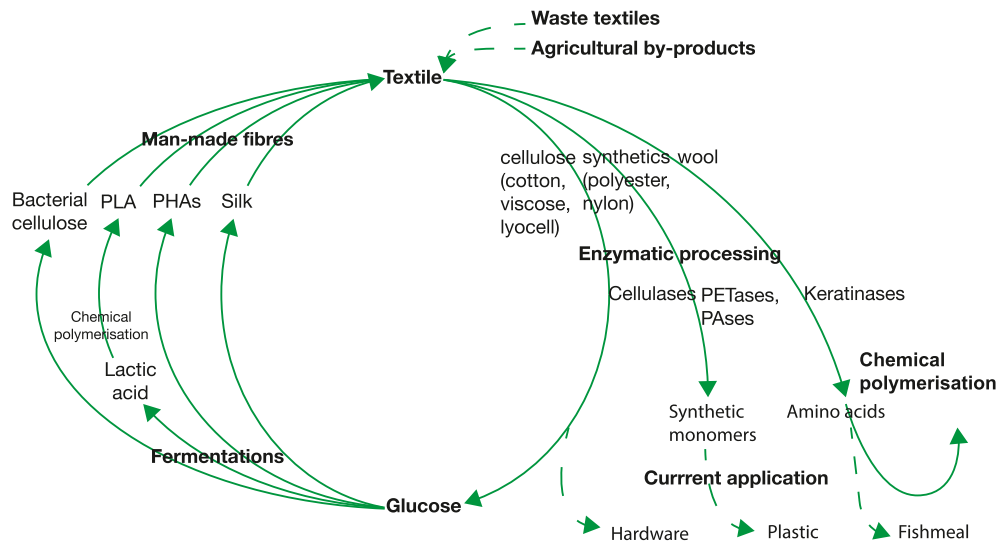 Waste textiles
Agricultural by-products
Textile
Man-made fibres
cellulose
(cotton,
viscose,
lyocell)
synthetics
(polyester,
nylon)
wool
Bacterial
cellulose
PLA
PHAs
Silk
Enzymatic processing
Cellulases
PETases,
PAses
Keratinases
Chemical
polymerisation
Lactic
acid
Chemical
polymerisation
Synthetic
monomers
Amino acids
Fermentations
Currrent application
Glucose
Hardware
Plastic
Fishmeal